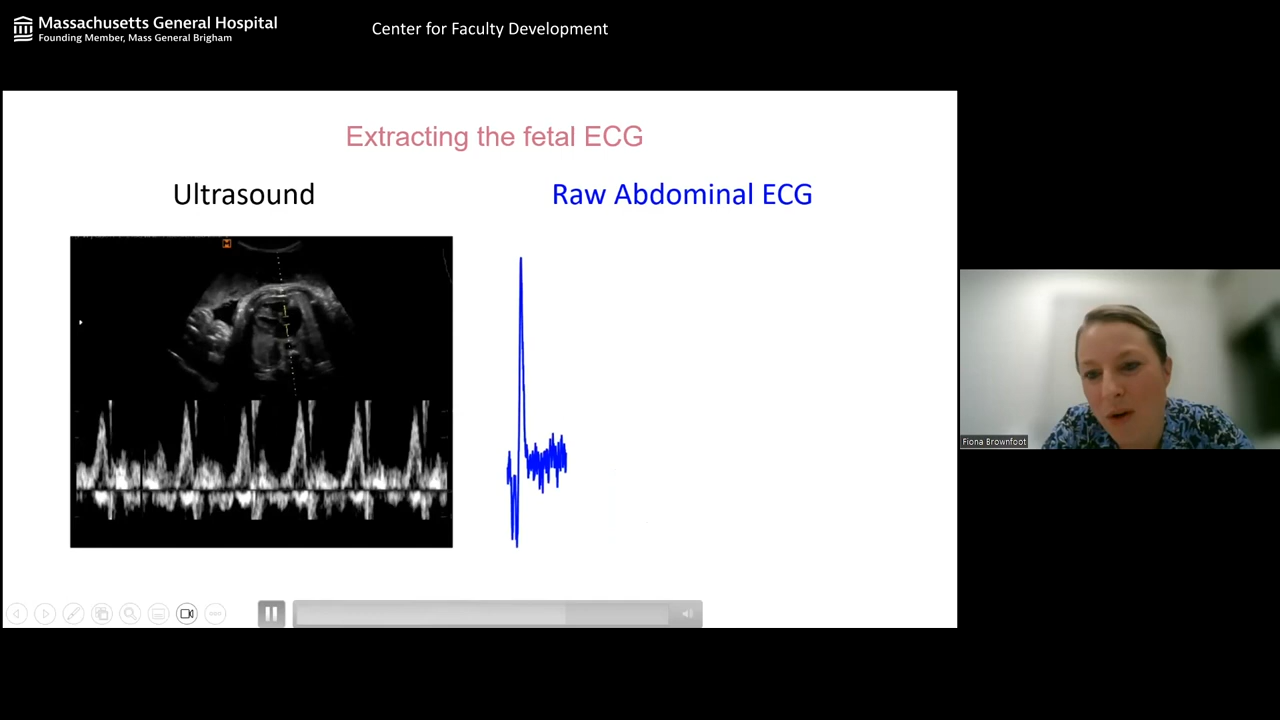 Massachusetts General Hospital
Founding Member, Mass General Brigham
Center for Faculty Development
Extracting the fetal ECG
Ultrasound
Raw Abdominal ECG
M
Fiona Brownfoot